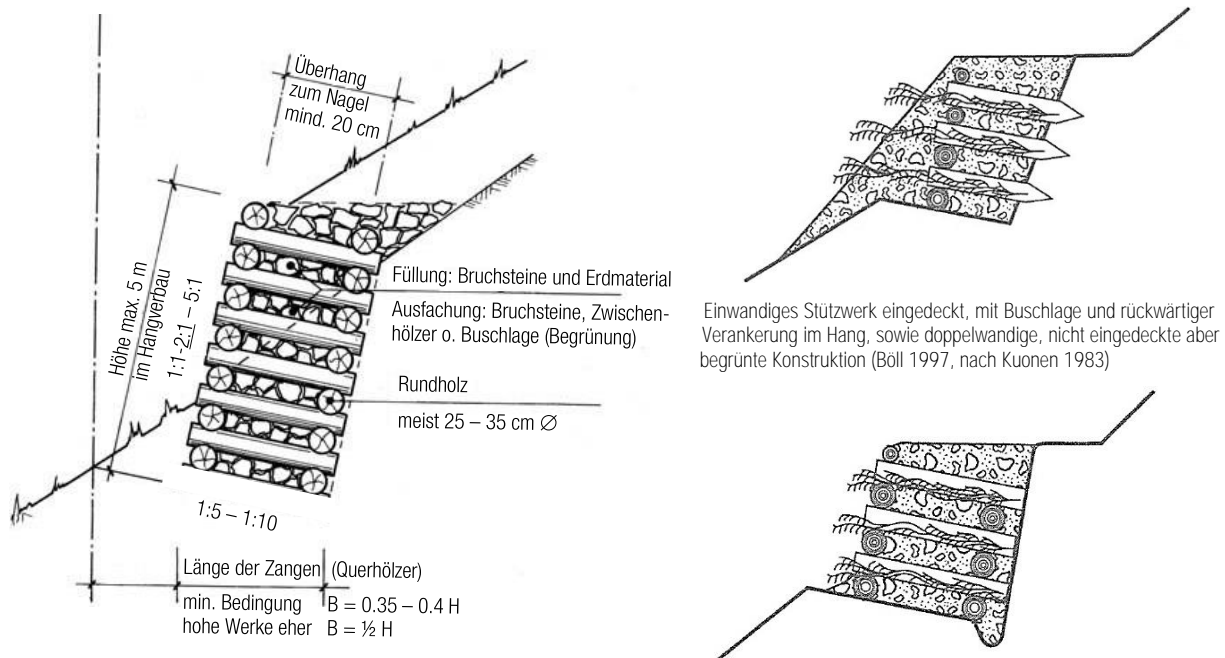 Überhang
zum Nagel
mind. 20 cm
Höhe max. 5 m
im Hangverbau
1:1-2:1 – 5:1
Füllung: Bruchsteine und Erdmaterial
Ausfachung: Bruchsteine, Zwischen-
hölzer o. Buschlage (Begrünung)
Rundholz
meist 25 – 35 cm ∅
1:5 – 1:10
Länge der Zangen (Querhölzer)
min. Bedingung B = 0.35 – 0.4 H
hohe Werke eher B = ½ H
Einwandiges Stützwerk eingedeckt, mit Buschlage und rückwärtiger
Verankerung im Hang, sowie doppelwandige, nicht eingedeckte aber
begrünte Konstruktion (Böll 1997, nach Kuonen 1983)